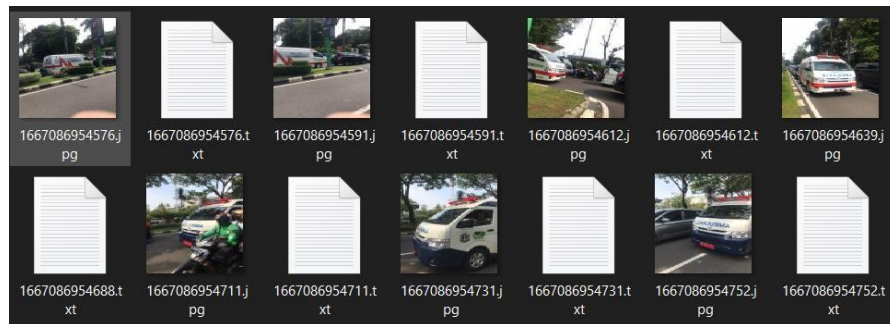 1667086954576.j
pg
1667086954576.t
xt
1667086954591.j
pg
1667086954591.t
xt
1667086954612.j
pg
1667086954612.t
xt
1667086954639.j
pg
1667086954688.t
xt
1667086954711.j
pg
1667086954711.t
xt
1667086954731.j
pg
1667086954731.t
xt
1667086954752.j
pg
1667086954752.t
xt